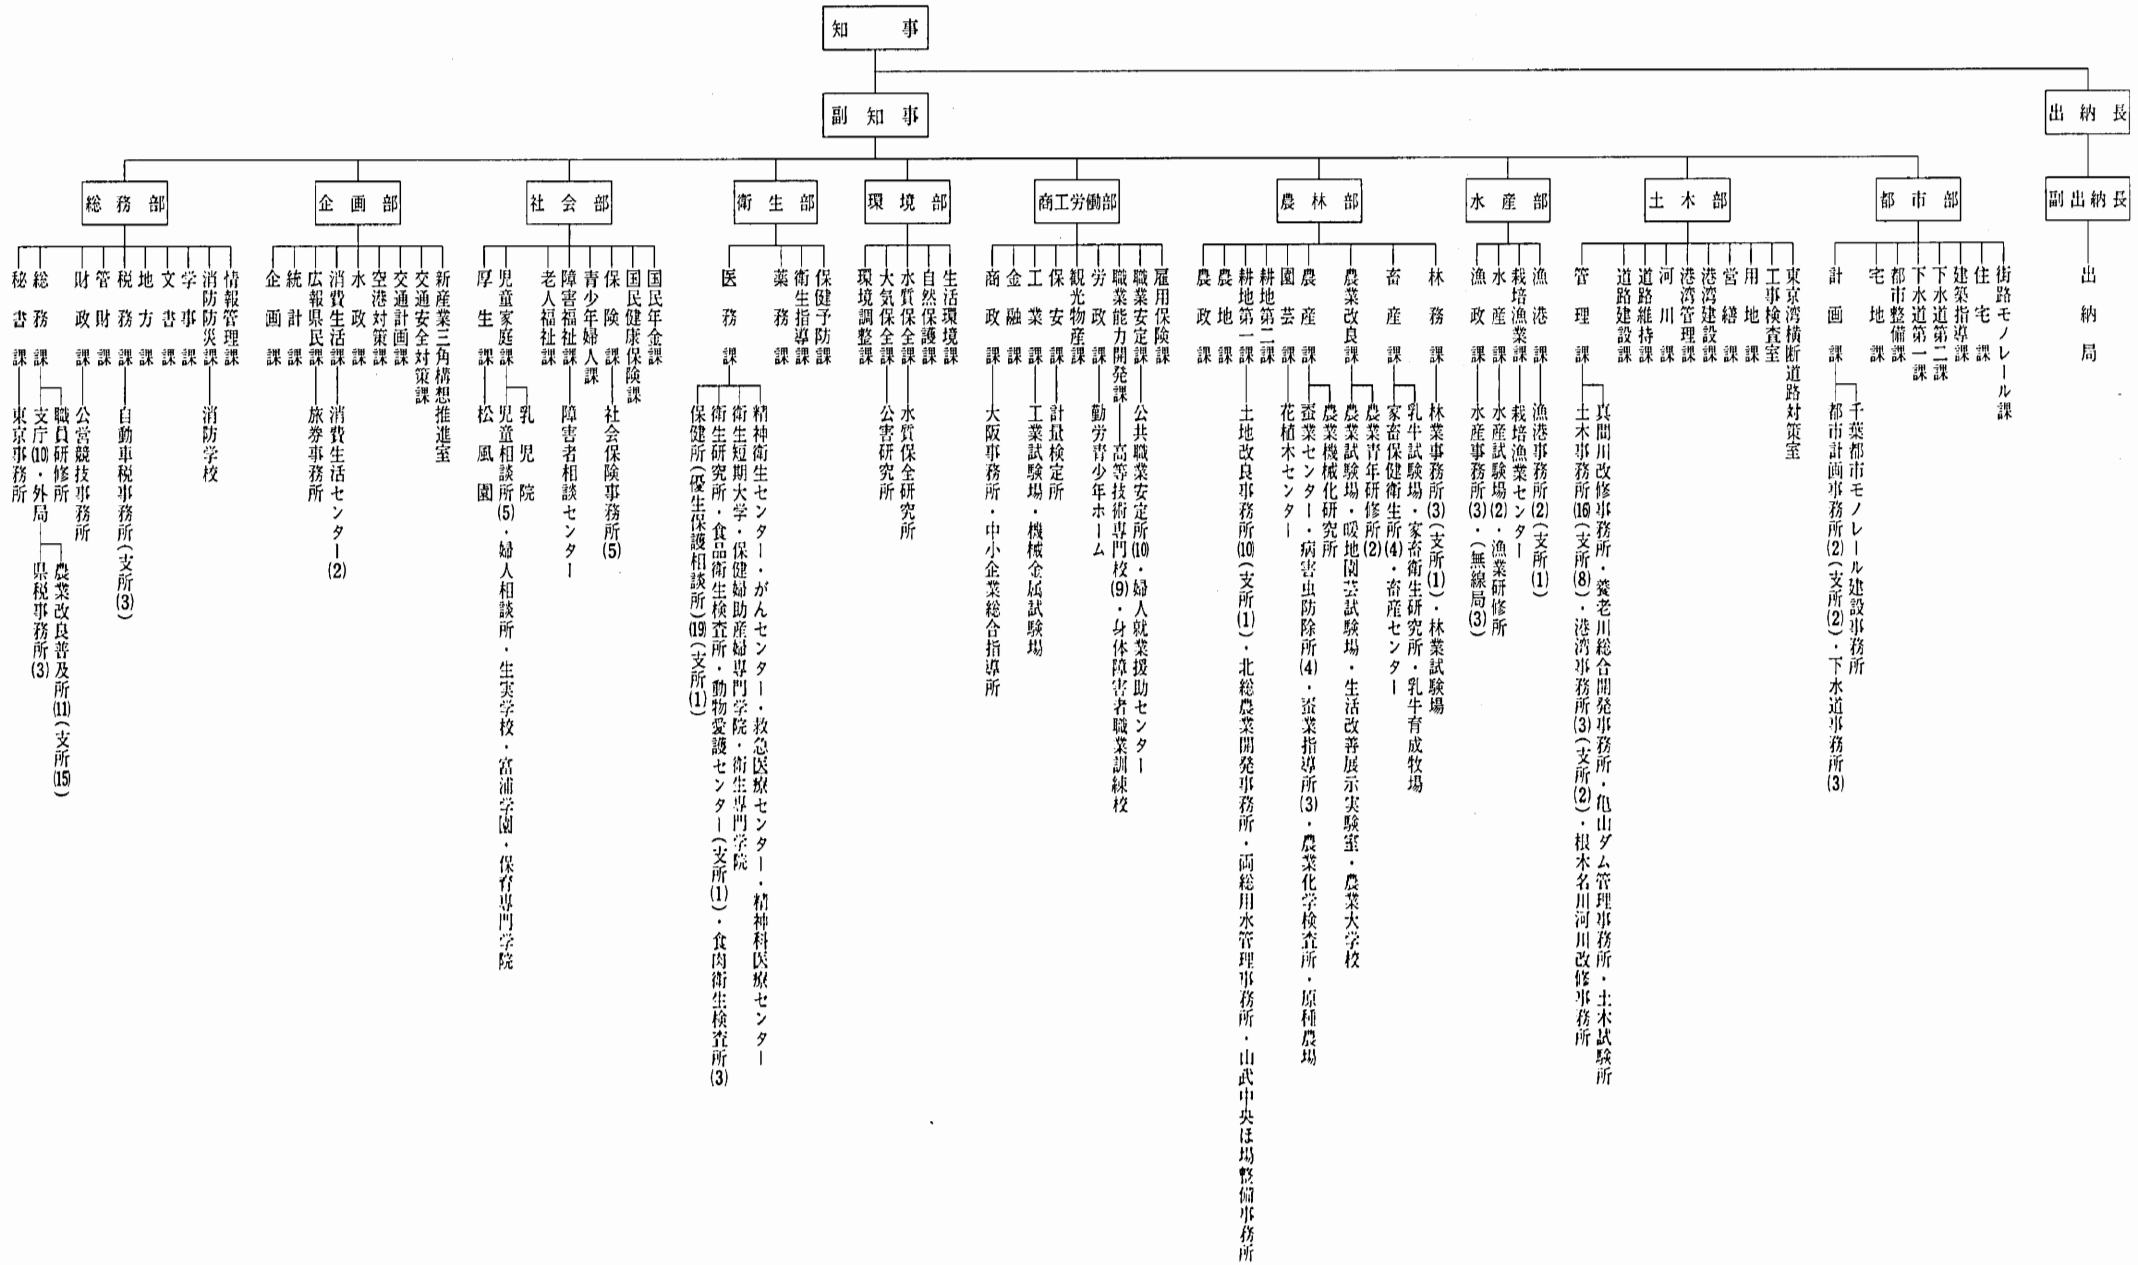 知事
副知事
出納長
総務部
企画部
社会部
衛生部
環境部
商工労働部
農林部
水産部
土木部
都市部
副出納長
秘書課
東京事務所
総務課
支庁(10)・外局
県税事務所(3)
農業改良普及所(11)(支所(15))
職員研修所
財政課
公営競技事務所
管財課
税務課
自動車税事務所(支所(3))
地方課
文書課
学事課
消防防災課
消防学校
情報管理課
企画課
統計課
広報県民課
旅券事務所
消費生活課
消費生活センター(2)
水政課
空港対策課
交通計画課
交通安全対策課
新産業三角構想推進室
厚生課
松風園
児童家庭課
児童相談所(5)・婦人相談所・生実学校・富浦学園・保育専門学院
乳児院
老人福祉課
障害福祉課
障害者相談センター
青少年婦人課
保険課
社会保険事務所(5)
国民健康保険課
国民年金課
医務課
保健所(優生保護相談所)(19)(支所(1))
衛生研究所・食品衛生検査所・動物愛護センター(支所(1))・食肉衛生検査所(3)
衛生短期大学・保健婦助産婦専門学院・衛生専門学院
精神衛生センター・がんセンター・救急医療センター・精神科医療センター
薬務課
衛生指導課
保健予防課
環境調整課
大気保全課
公害研究所
水質保全課
水質保全研究所
自然保護課
生活環境課
商政課
大阪事務所・中小企業総合指導所
金融課
工業課
工業試験場・機械金属試験場
保安課
計量検定所
観光物産課
労政課
勤労青少年ホーム
職業能力開発課
高等技術専門校(9)・身体障害者職業訓練校
職業安定課
公共職業安定所(10)・婦人就業援助センター
雇用保険課
農政課
農地課
耕地第一課
土地改良事務所(10)(支所(1))・北総農業開発事務所・両総用水管理事務所・山武中央ほ場整備事務所
耕地第二課
園芸課
花植木センター
農産課
蚕業センター・病害虫防除所(4)・蚕業指導所(3)・農業化学検査所・原種農場
農業機械化研究所
農業改良課
農業試験場・暖地園芸試験場・生活改善展示実験室・農業大学校
農業青年研修所(2)
畜産課
家畜保健衛生所(4)・畜産センター
乳牛試験場・家畜衛生研究所・乳牛育成牧場
林務課
林業事務所(3)(支所(1))・林業試験場
漁政課
水産事務所(3)・(無線局(3))
水産課
水産試験場(2)・漁業研修所
栽培漁業課
栽培漁業センター
漁港課
漁港事務所(2)(支所(1))
管理課
土木事務所(16)(支所(8))・港湾事務所(3)(支所(2))・根木名川河川改修事務所
真間川改修事務所・養老川総合開発事務所・亀山ダム管理事務所・土木試験所
道路建設課
道路維持課
河川課
港湾管理課
港湾建設課
営繕課
用地課
工事検査室
東京湾横断道路対策室
計画課
都市計画事務所(2)(支所(2))・下水道事務所(3)
千葉都市モノレール建設事務所
宅地課
都市整備課
下水道第一課
下水道第二課
建築指導課
住宅課
街路モノレール課
出納局